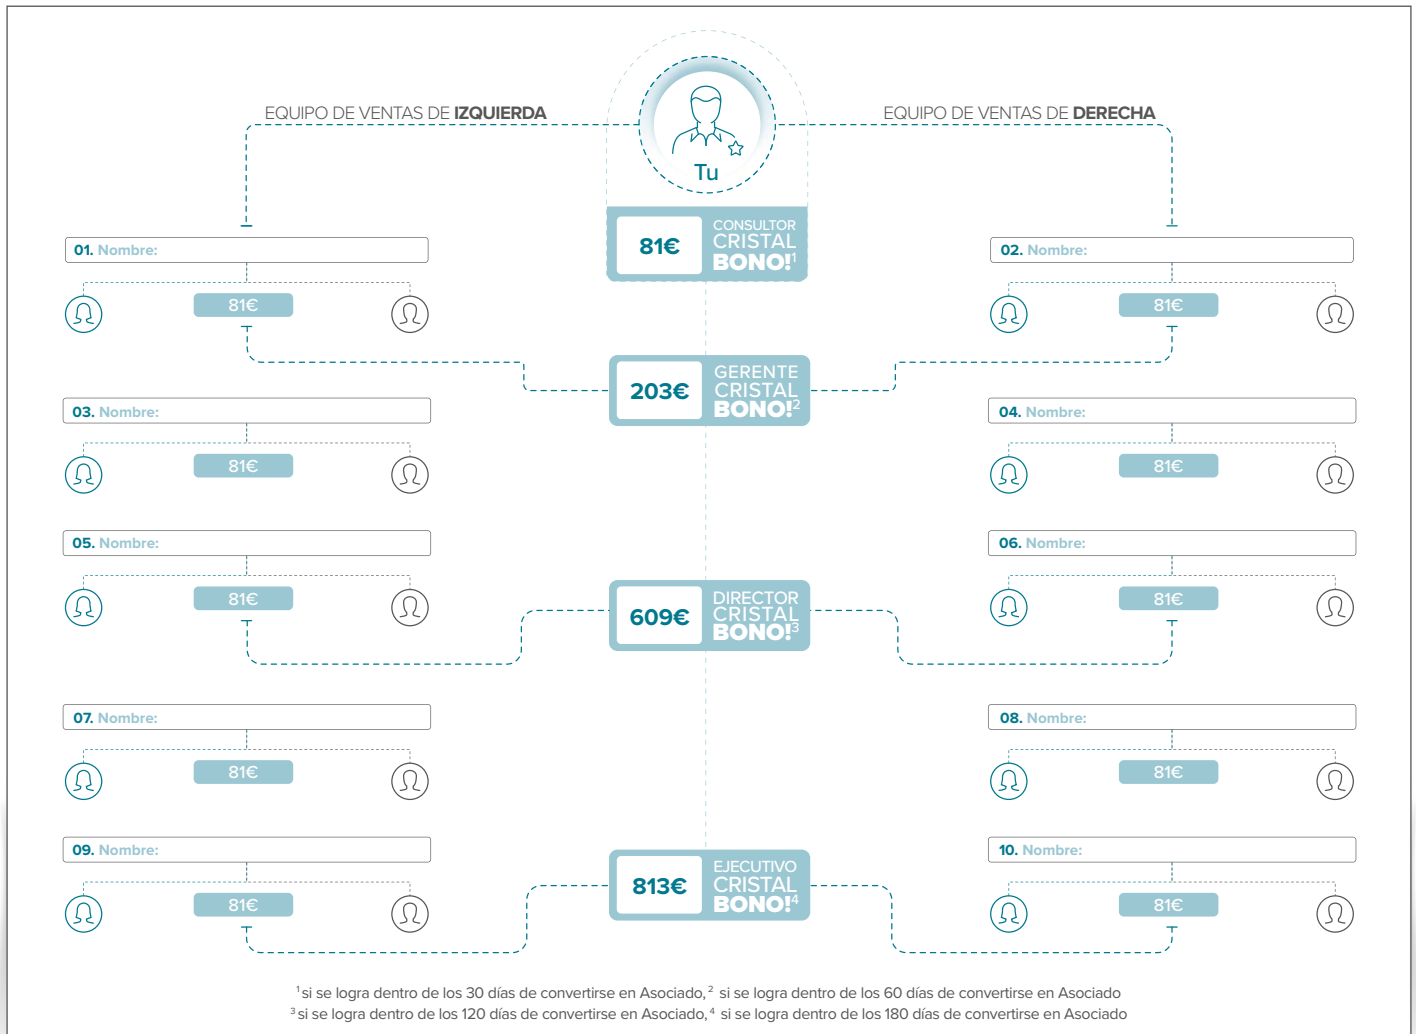 EQUIPO DE VENTAS DE IZQUIERDA
EQUIPO DE VENTAS DE DERECHA
Tu
81€
CONSULTOR
CRISTAL
BONO!¹
01. Nombre:
81€
02. Nombre:
81€
203€
GERENTE
CRISTAL
BONO!²
03. Nombre:
81€
04. Nombre:
81€
05. Nombre:
81€
06. Nombre:
81€
609€
DIRECTOR
CRISTAL
BONO!³
07. Nombre:
81€
08. Nombre:
81€
09. Nombre:
81€
10. Nombre:
81€
813€
EJECUTIVO
CRISTAL
BONO!⁴
¹ si se logra dentro de los 30 días de convertirse en Asociado, ² si se logra dentro de los 60 días de convertirse en Asociado
³ si se logra dentro de los 120 días de convertirse en Asociado, ⁴ si se logra dentro de los 180 días de convertirse en Asociado